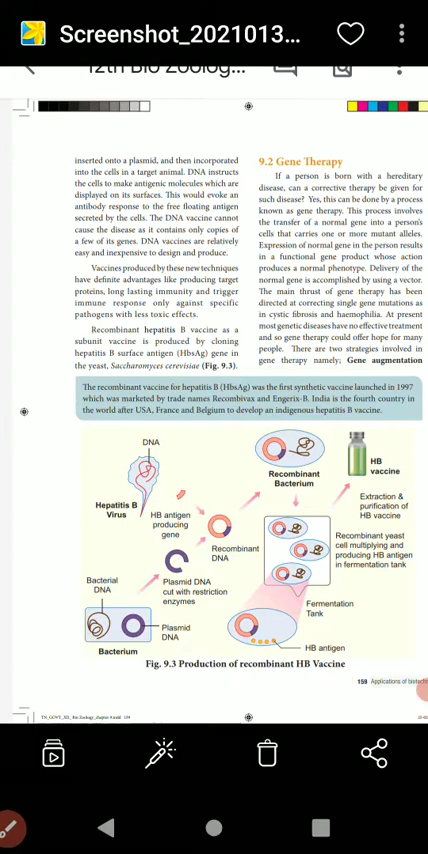 Screenshot_2021013...
12th Bio Zoolog...
inserted onto a plasmid, and then incorporated
into the cells in a target animal. DNA instructs
the cells to make antigenic molecules which are
displayed on its surfaces. This would evoke an
antibody response to the free floating antigen
secreted by the cells. The DNA vaccine cannot
cause the disease as it contains only copies of
a few of its genes. DNA vaccines are relatively
easy and inexpensive to design and produce.
Vaccines produced by these new techniques
have definite advantages like producing target
proteins, long lasting immunity and trigger
immune response only against specific
pathogens with less toxic effects.
Recombinant hepatitis B vaccine as a
subunit vaccine is produced by cloning
hepatitis B surface antigen (HbsAg) gene in
the yeast, Saccharomyces cerevisiae (Fig. 9.3).
9.2 Gene Therapy
If a person is born with a hereditary
disease, can a corrective therapy be given for
such disease? Yes, this can be done by a process
known as gene therapy. This process involves
the transfer of a normal gene into a person's
cells that carries one or more mutant alleles.
Expression of normal gene in the person results
in a functional gene product whose action
produces a normal phenotype. Delivery of the
normal gene is accomplished by using a vector.
The main thrust of gene therapy has been
directed at correcting single gene mutations as
in cystic fibrosis and haemophilia. At present
most genetic diseases have no effective treatment
and so gene therapy could offer hope for many
people. There are two strategies involved in
gene therapy namely; Gene augmentation
The recombinant vaccine for hepatitis B (HbsAg) was the first synthetic vaccine launched in 1997
which was marketed by trade names Recombivax and Engerix-B. India is the fourth country in
the world after USA, France and Belgium to develop an indigenous hepatitis B vaccine.
DNA
Hepatitis B
Virus
HB antigen
producing
gene
Recombinant
DNA
Bacterial
DNA
Plasmid DNA
cut with restriction
enzymes
Plasmid
DNA
Bacterium
Recombinant
Bacterium
HB
vaccine
Extraction &
purification of
HB vaccine
Recombinant yeast
cell multiplying and
producing HB antigen
in fermentation tank
Fermentation
Tank
HB antigen
Fig. 9.3 Production of recombinant HB Vaccine
159 Applications of biotech